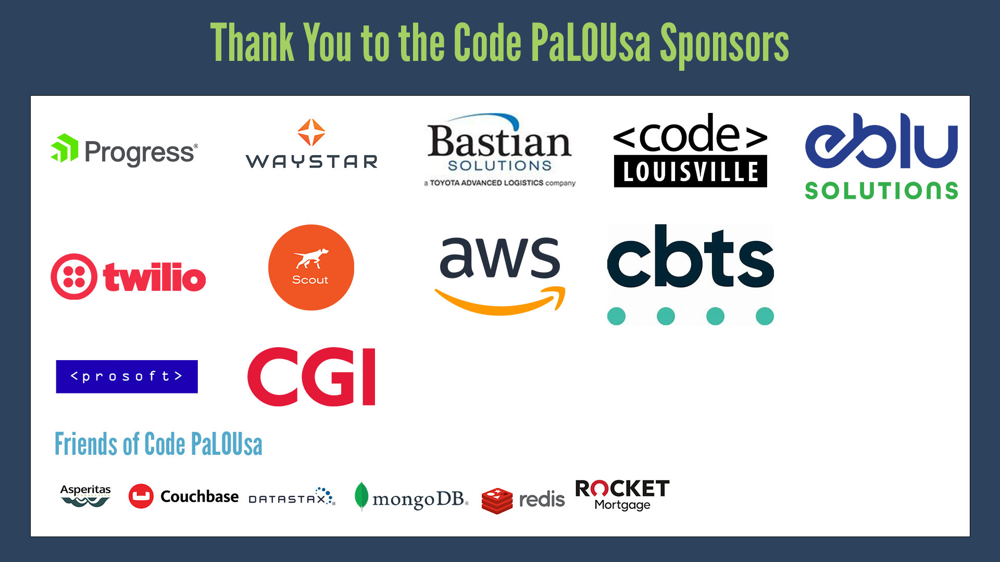 Thank You to the Code PaLOUsa Sponsors
Progress®
WAYSTAR
Bastian
SOLUTIONS
a TOYOTA ADVANCED LOGISTICS company
<code>
LOUISVILLE
eblu
SOLUTIONS
twilio
Scout
aws
cbts
<prosoft>
CGI
Friends of Code PaLOUsa
Asperitas
CONSULTING
Couchbase
DATASTAX®
mongoDB®
redis
ROCKET
Mortgage